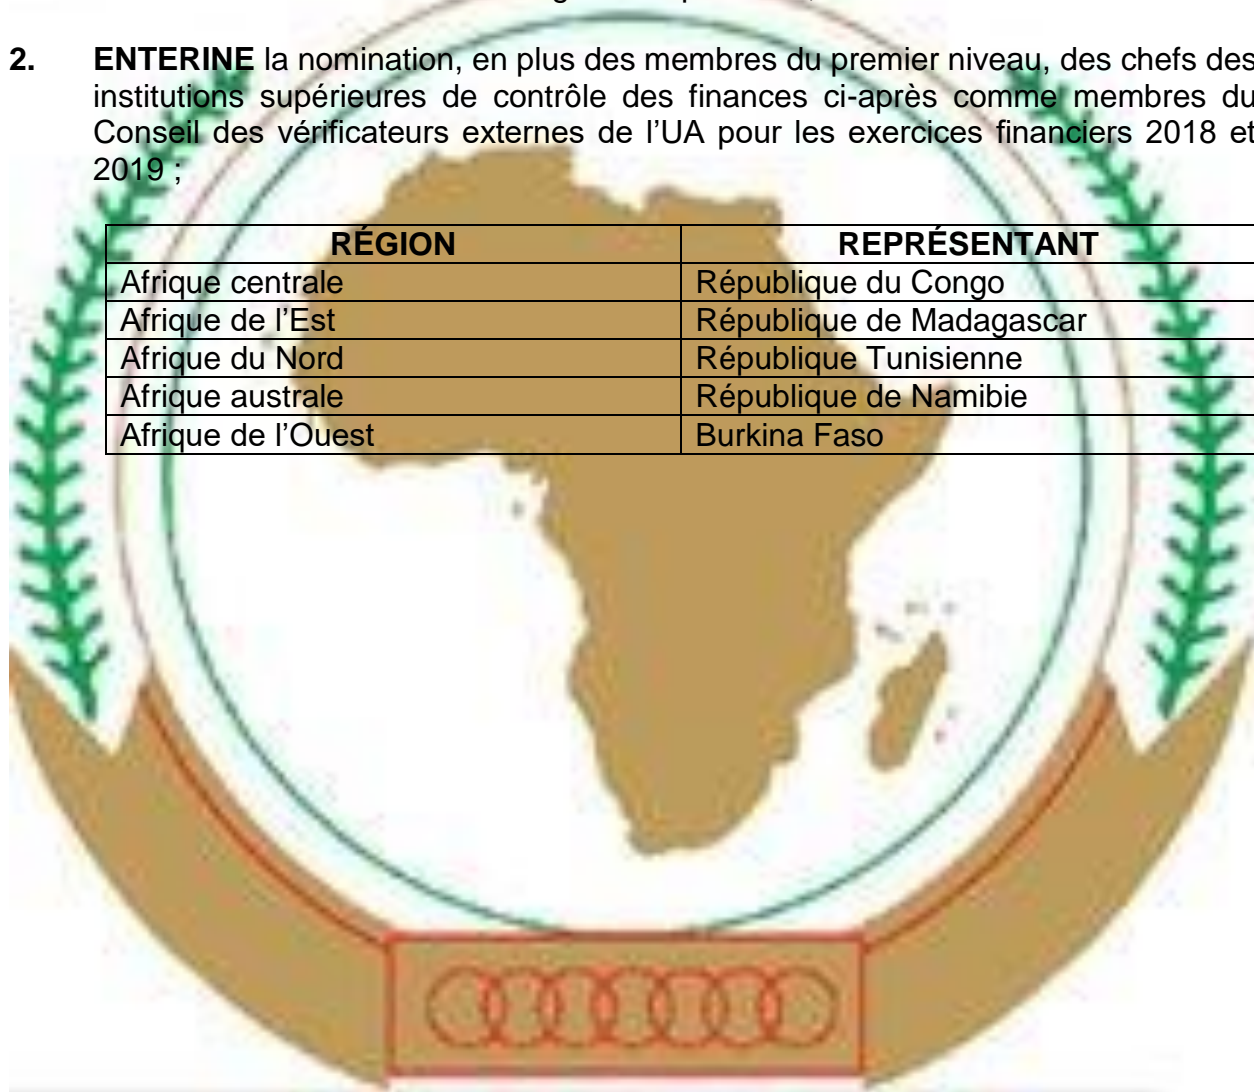 2. ENTERINE la nomination, en plus des membres du premier niveau, des chefs des
institutions supérieures de contrôle des finances ci-après comme membres du
Conseil des vérificateurs externes de l’UA pour les exercices financiers 2018 et
2019 ;
RÉGION REPRÉSENTANT
Afrique centrale République du Congo
Afrique de l’Est République de Madagascar
Afrique du Nord République Tunisienne
Afrique australe République de Namibie
Afrique de l’Ouest Burkina Faso